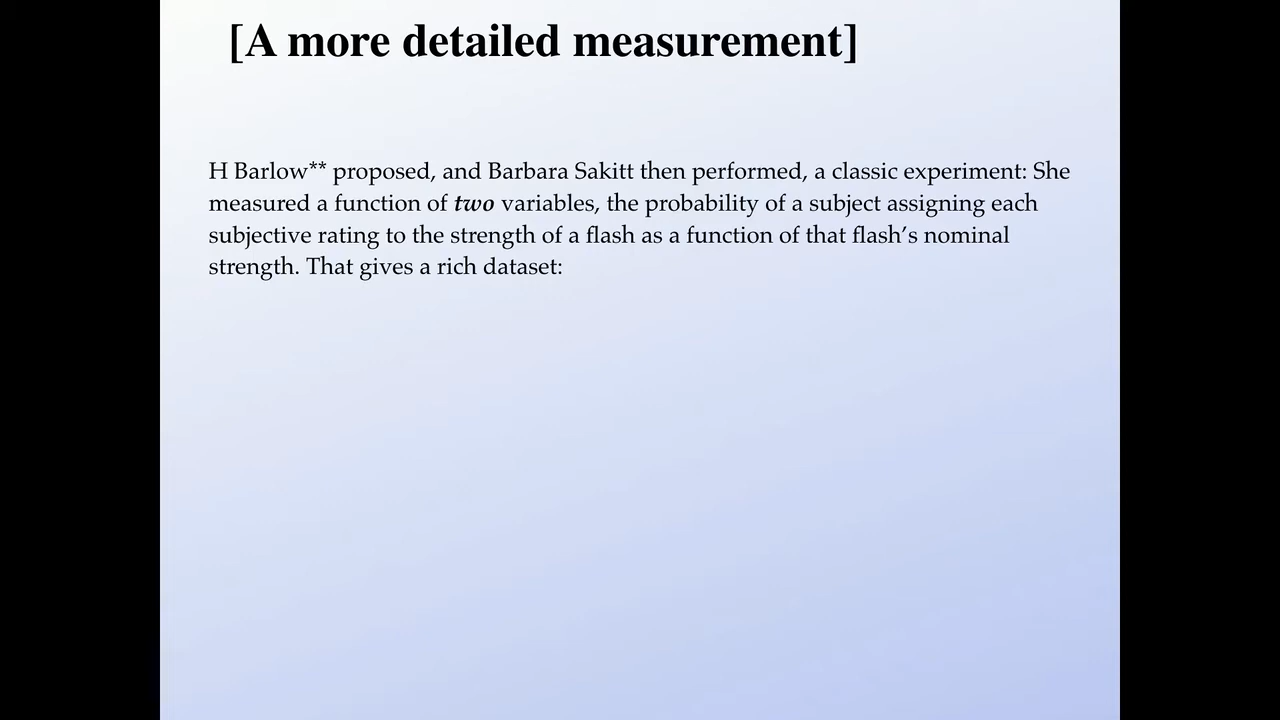 [A more detailed measurement]
H Barlow** proposed, and Barbara Sakitt then performed, a classic experiment: She
measured a function of two variables, the probability of a subject assigning each
subjective rating to the strength of a flash as a function of that flash’s nominal
strength. That gives a rich dataset: